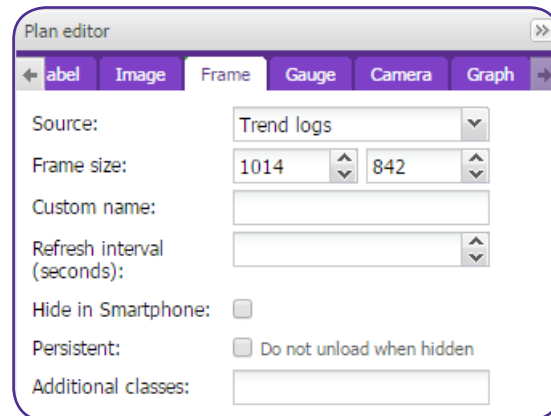 Plan editor
abel Image Frame Gauge Camera Graph
Source: Trend logs
Frame size: 1014 842
Custom name:
Refresh interval
(seconds):
Hide in Smartphone:
Persistent: Do not unload when hidden
Additional classes: